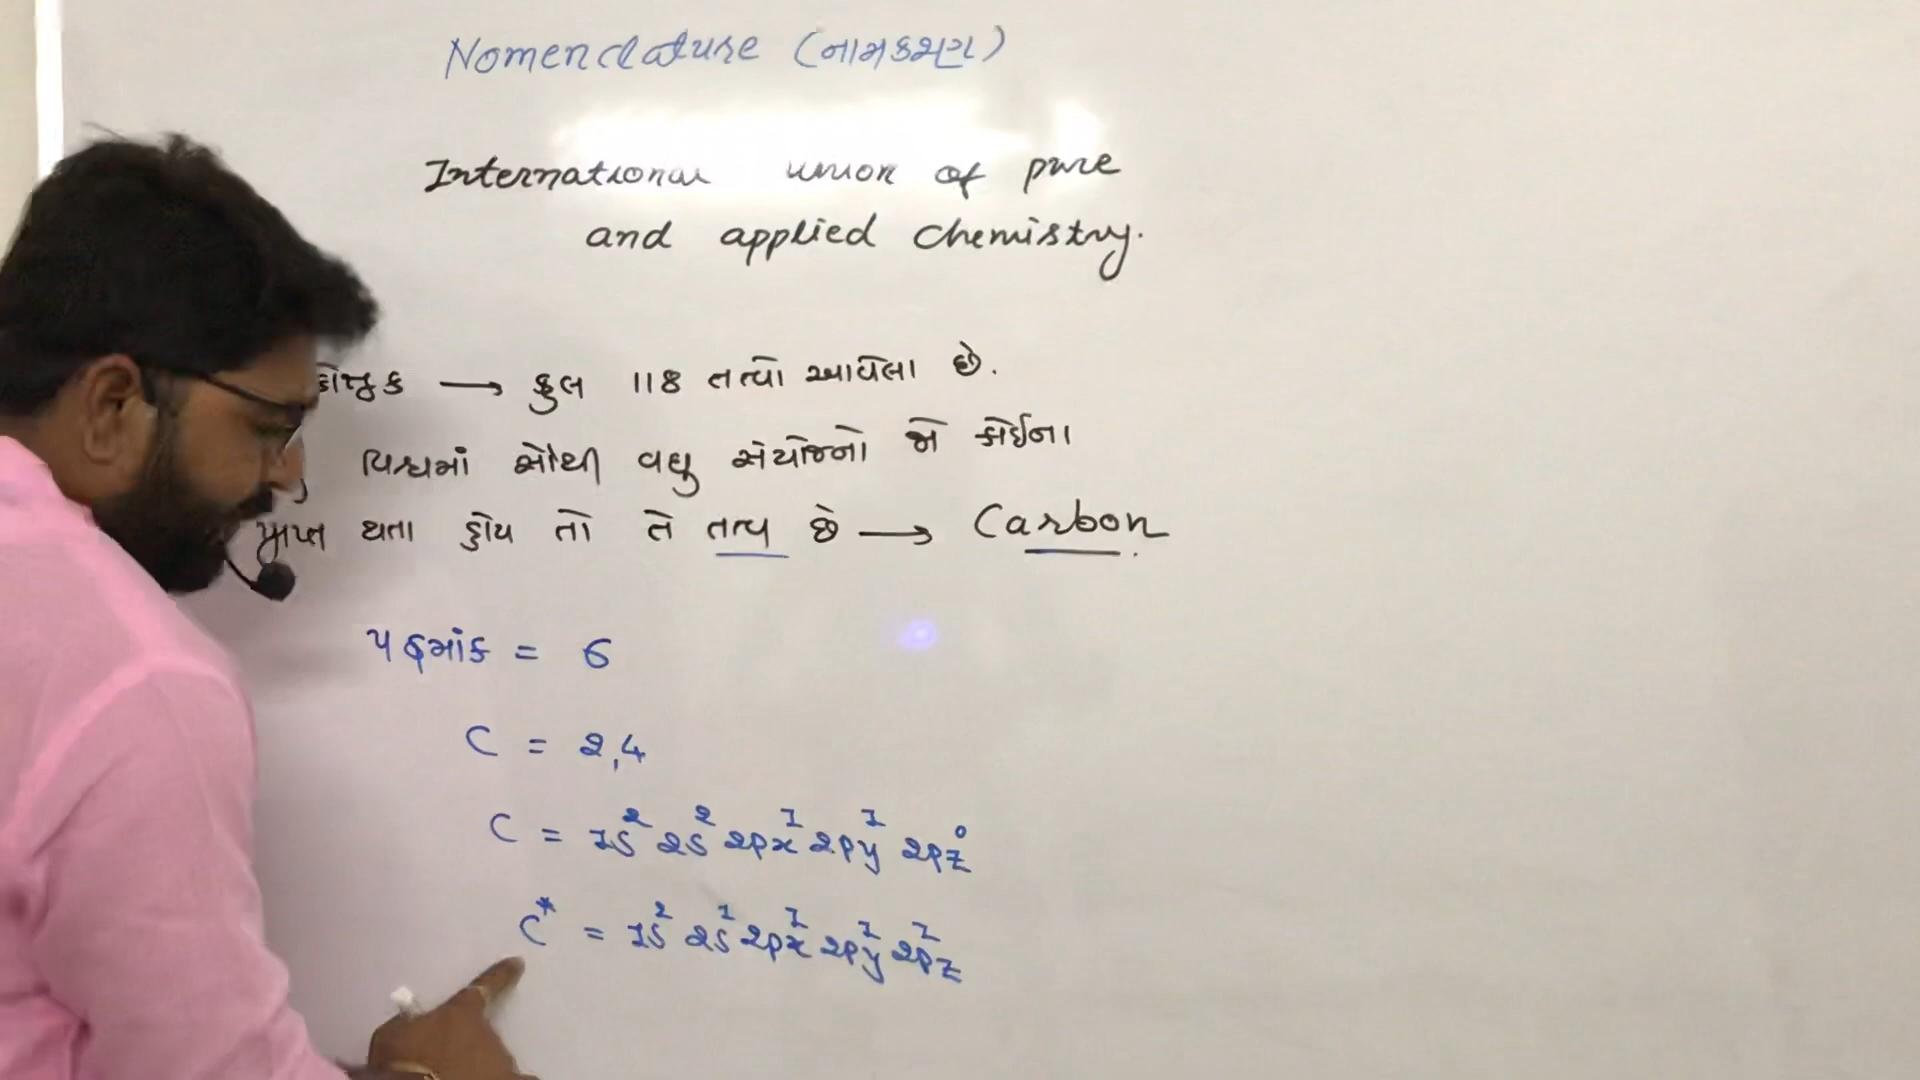 Nomenclature (નામકરણ)
International union of pure
and applied chemistry.
→ કુલ 118 તત્વો આવેલા છે.
વિશ્વમાં સૌથી વધુ સંયોજનો જો કોઈના
પ્રાપ્ત થતા હોય તો તે તત્વ છે → Carbon.
પ.ક્રમાંક = 6
C = 2,4
C = 1s² 2s² 2px¹ 2py¹ 2pz⁰
C* = 1s² 2s¹ 2px¹ 2py¹ 2pz¹